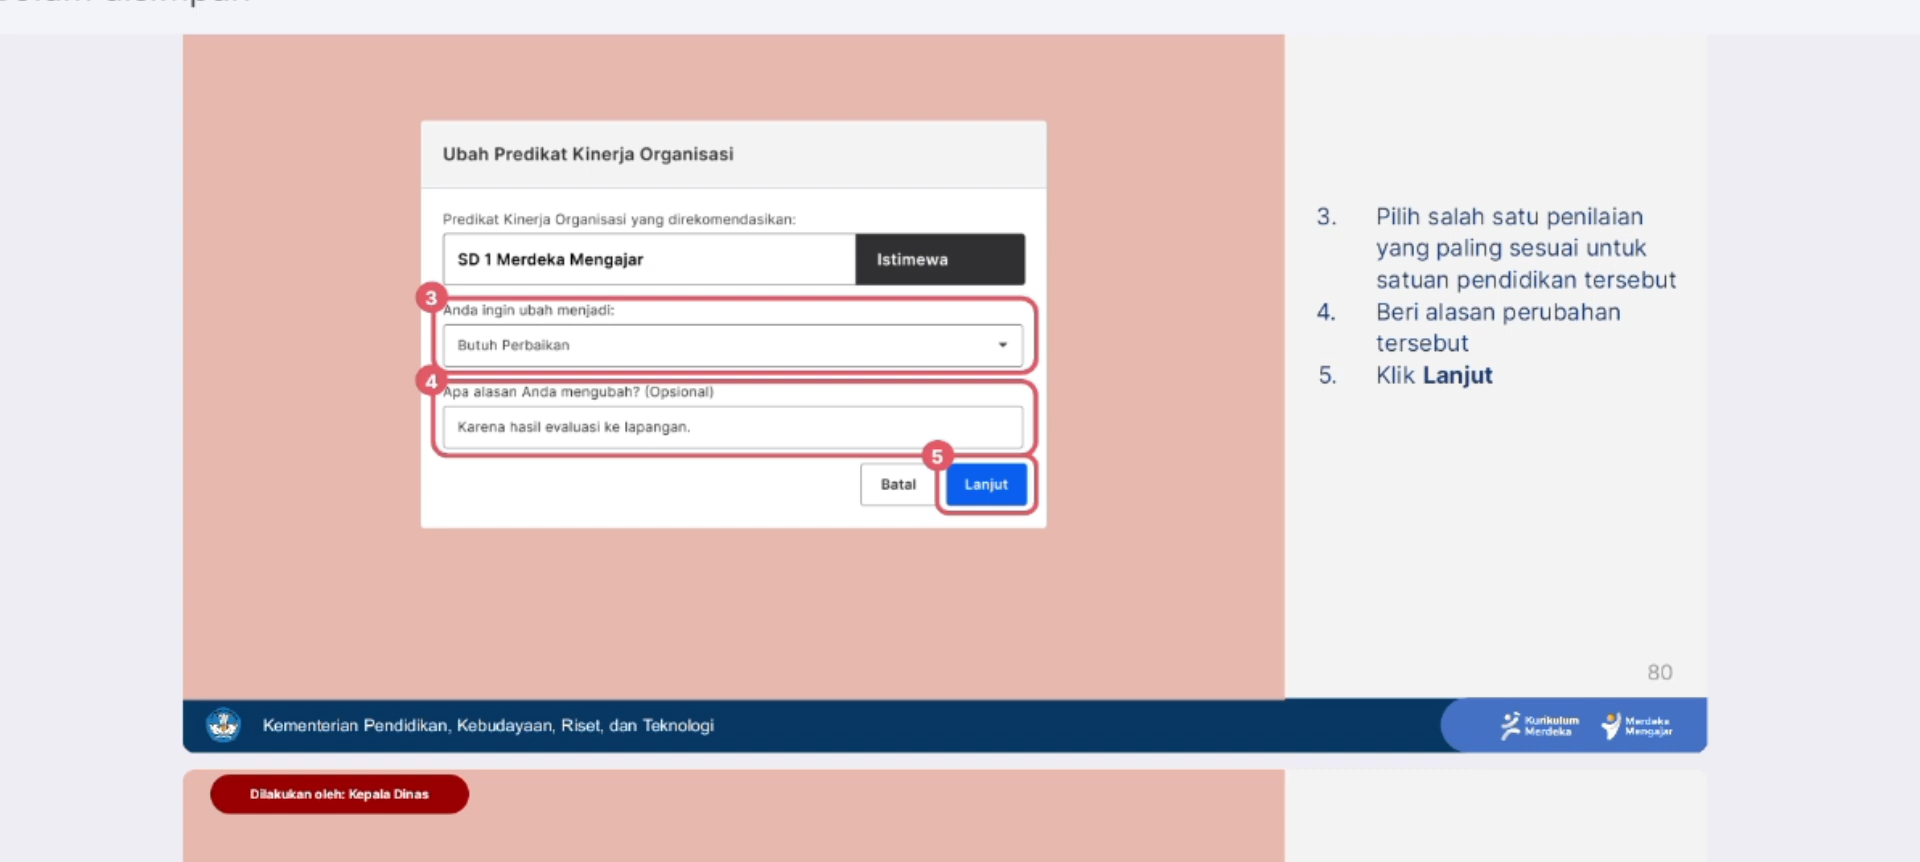 Ubah Predikat Kinerja Organisasi
Predikat Kinerja Organisasi yang direkomendasikan:
SD 1 Merdeka Mengajar
Istimewa
3
Anda ingin ubah menjadi:
Butuh Perbaikan
4
Apa alasan Anda mengubah? (Opsional)
Karena hasil evaluasi ke lapangan.
5
Batal
Lanjut
3. Pilih salah satu penilaian
yang paling sesuai untuk
satuan pendidikan tersebut
4. Beri alasan perubahan
tersebut
5. Klik Lanjut
80
Kementerian Pendidikan, Kebudayaan, Riset, dan Teknologi
Kurikulum
Merdeka
Merdeka
Mengajar
Dilakukan oleh: Kepala Dinas